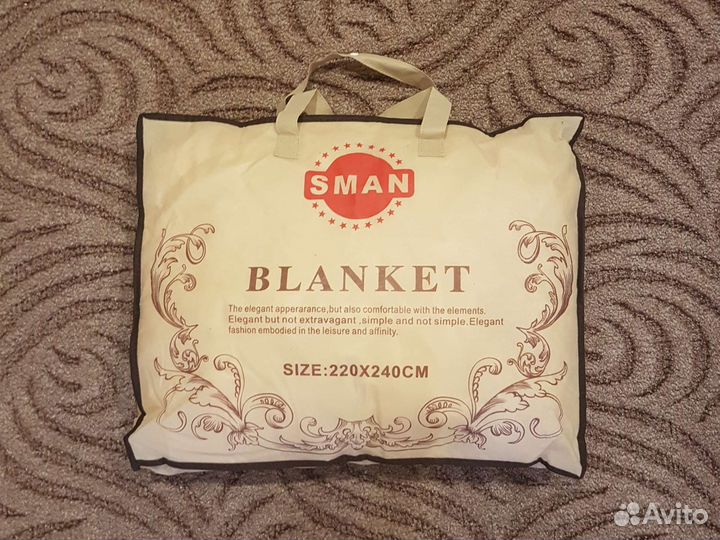 SMAN
BLANKET
The elegant apperarance,but also comfortable with the elements.
Elegant but not extravagant ,simple and not simple.Elegant
fashion embodied in the leisure and affinity.
SIZE:220X240CM
Avito